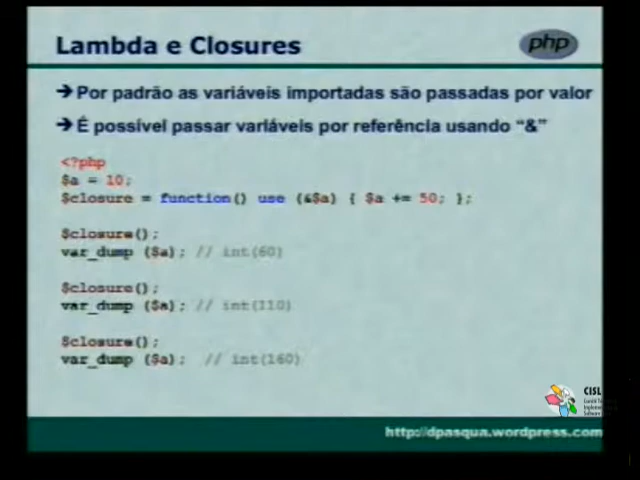 Lambda e Closures
php
→ Por padrão as variáveis importadas são passadas por valor
→ É possível passar variáveis por referência usando “&”
<?php
$a = 10;
$closure = function() use (&$a) { $a += 50; };
$closure();
var_dump ($a); // int(60)
$closure();
var_dump ($a); // int(110)
$closure();
var_dump ($a); // int(160)
CISL
http://dpasqua.wordpress.com